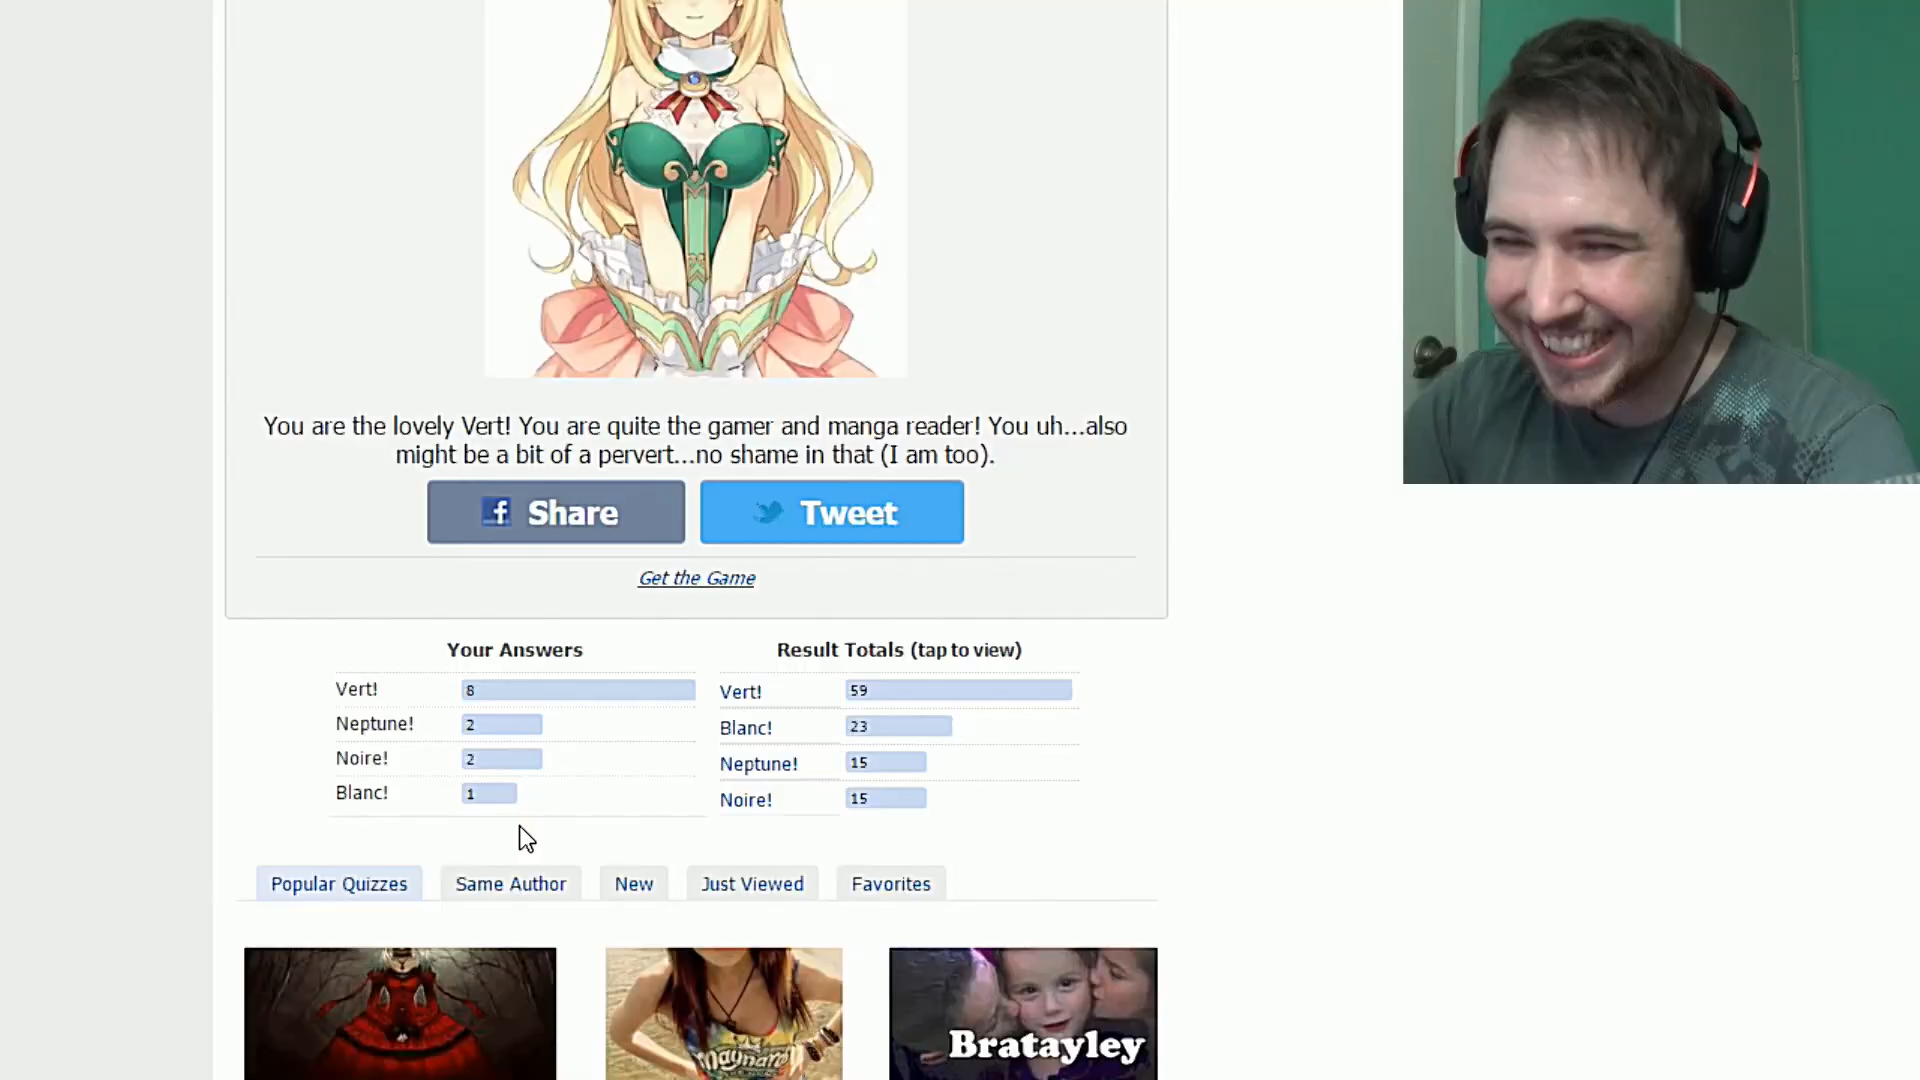 You are the lovely Vert! You are quite the gamer and manga reader! You uh...also
might be a bit of a pervert...no shame in that (I am too).
Share
Tweet
Get the Game
Your Answers
Vert! 8
Neptune! 2
Noire! 2
Blanc! 1
Result Totals (tap to view)
Vert! 59
Blanc! 23
Neptune! 15
Noire! 15
Popular Quizzes
Same Author
New
Just Viewed
Favorites
Maynards
Bratayley